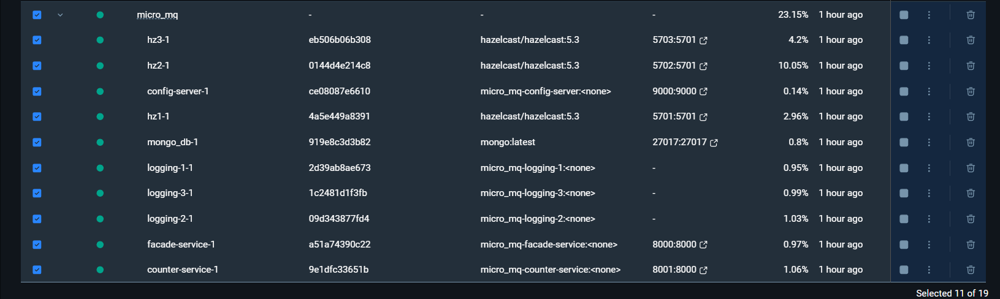 micro_mq - - - 23.15% 1 hour ago
hz3-1 eb506b06b308 hazelcast/hazelcast:5.3 5703:5701 4.2% 1 hour ago
hz2-1 0144d4e214c8 hazelcast/hazelcast:5.3 5702:5701 10.05% 1 hour ago
config-server-1 ce08087e6610 micro_mq-config-server:<none> 9000:9000 0.14% 1 hour ago
hz1-1 4a5e449a8391 hazelcast/hazelcast:5.3 5701:5701 2.96% 1 hour ago
mongo_db-1 919e8c3d3b82 mongo:latest 27017:27017 0.8% 1 hour ago
logging-1-1 2d39ab8ae673 micro_mq-logging-1:<none> - 0.95% 1 hour ago
logging-3-1 1c2481d1f3fb micro_mq-logging-3:<none> - 0.99% 1 hour ago
logging-2-1 09d343877fd4 micro_mq-logging-2:<none> - 1.03% 1 hour ago
facade-service-1 a51a74390c22 micro_mq-facade-service:<none> 8000:8000 0.97% 1 hour ago
counter-service-1 9e1dfc33651b micro_mq-counter-service:<none> 8001:8000 1.06% 1 hour ago
Selected 11 of 19